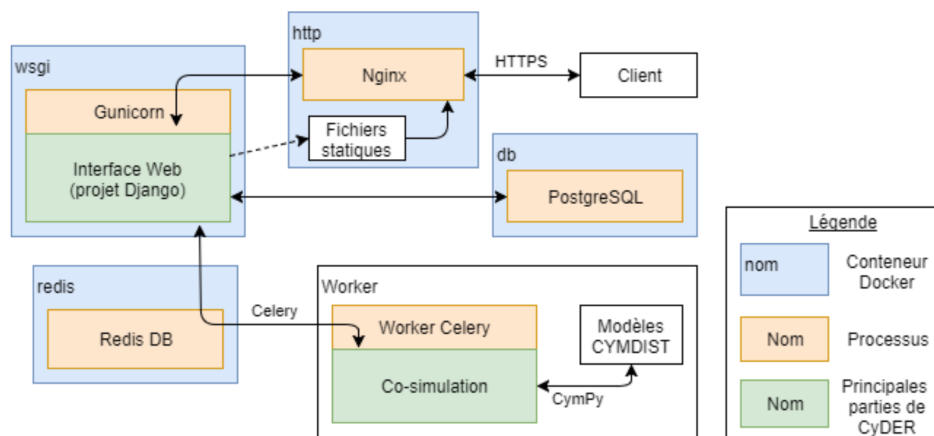 wsgi
Gunicorn
Interface Web
(projet Django)
http
Nginx
Fichiers
statiques
HTTPS
Client
db
PostgreSQL
redis
Redis DB
Celery
Worker
Worker Celery
Co-simulation
Modèles
CYMDIST
CymPy
Légende
nom
Conteneur
Docker
Nom
Processus
Nom
Principales
parties de
CyDER